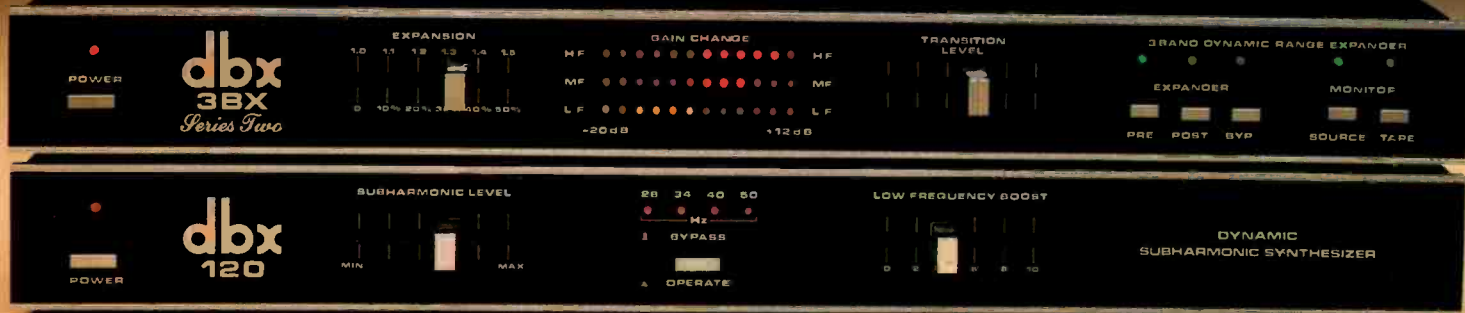 POWER
dbx
3BX
Series Two
EXPANSION
1.0 1.1 1.2 1.3 1.4 1.5
0 10% 20% 40% 50%
GAIN CHANGE
HF HF
MF MF
LF LF
-20dB +12dB
TRANSITION
LEVEL
3 BAND DYNAMIC RANGE EXPANDER
EXPANDER MONITOR
PRE POST BYP SOURCE TAPE
POWER
dbx
120
SUBHARMONIC LEVEL
MIN MAX
28 34 40 50
Hz
BYPASS
OPERATE
LOW FREQUENCY BOOST
0 2 6 8 10
DYNAMIC
SUBHARMONIC SYNTHESIZER